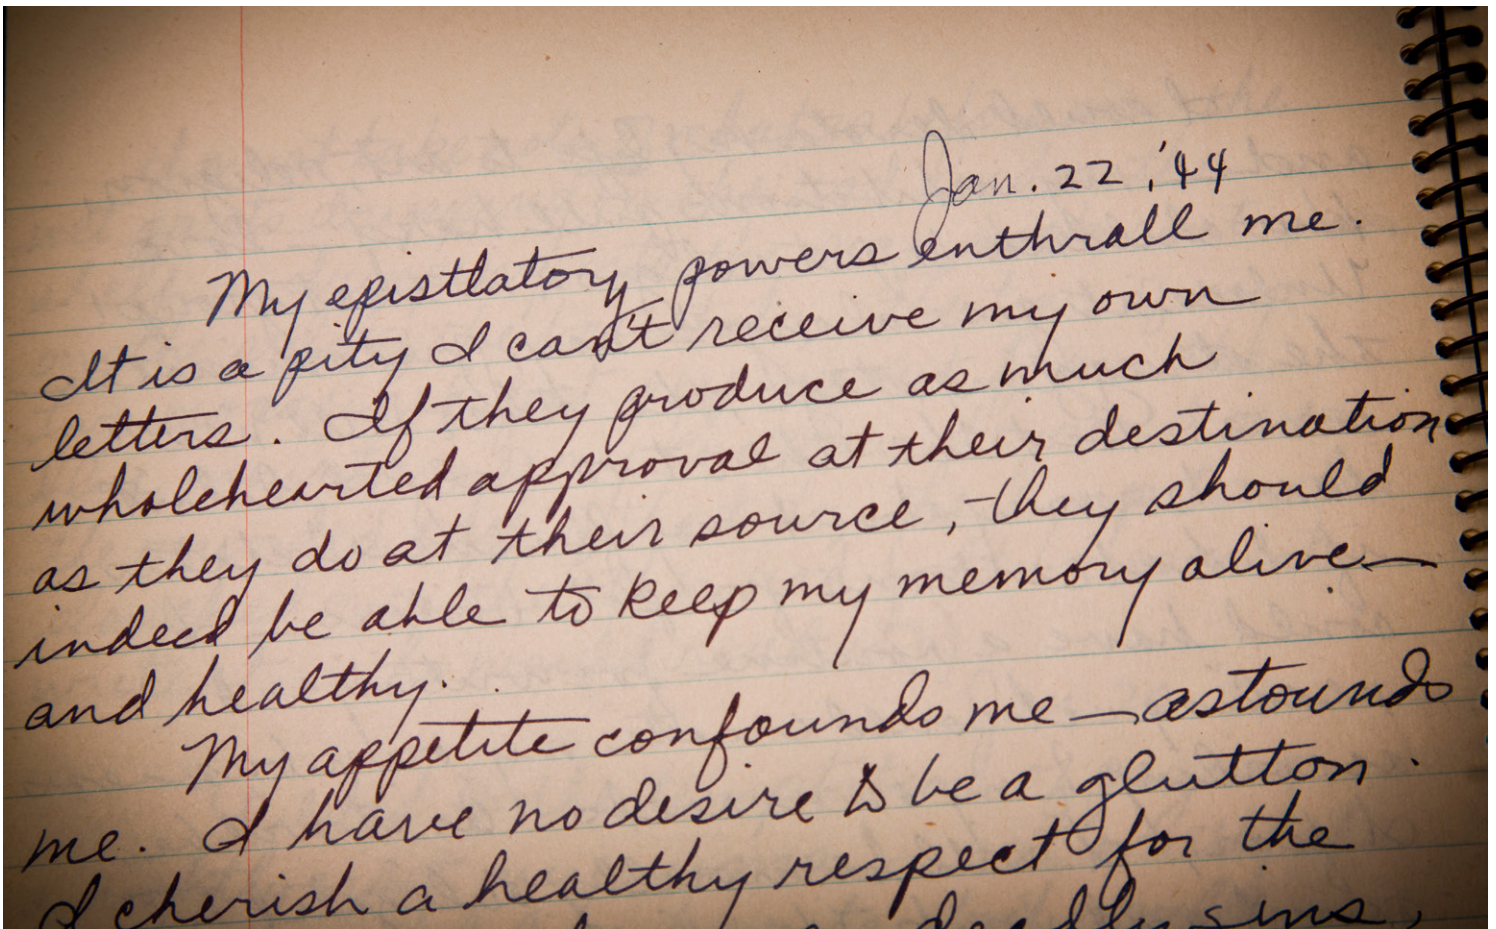 Jan. 22, '44
My epistlatory powers enthrall me.
It is a pity I can't receive my own
letters. If they produce as much
wholehearted approval at their destination
as they do at their source, they should
indeed be able to keep my memory alive
and healthy.
My appetite confounds me — astounds
me. I have no desire to be a glutton.
I cherish a healthy respect for the
deadly sins,